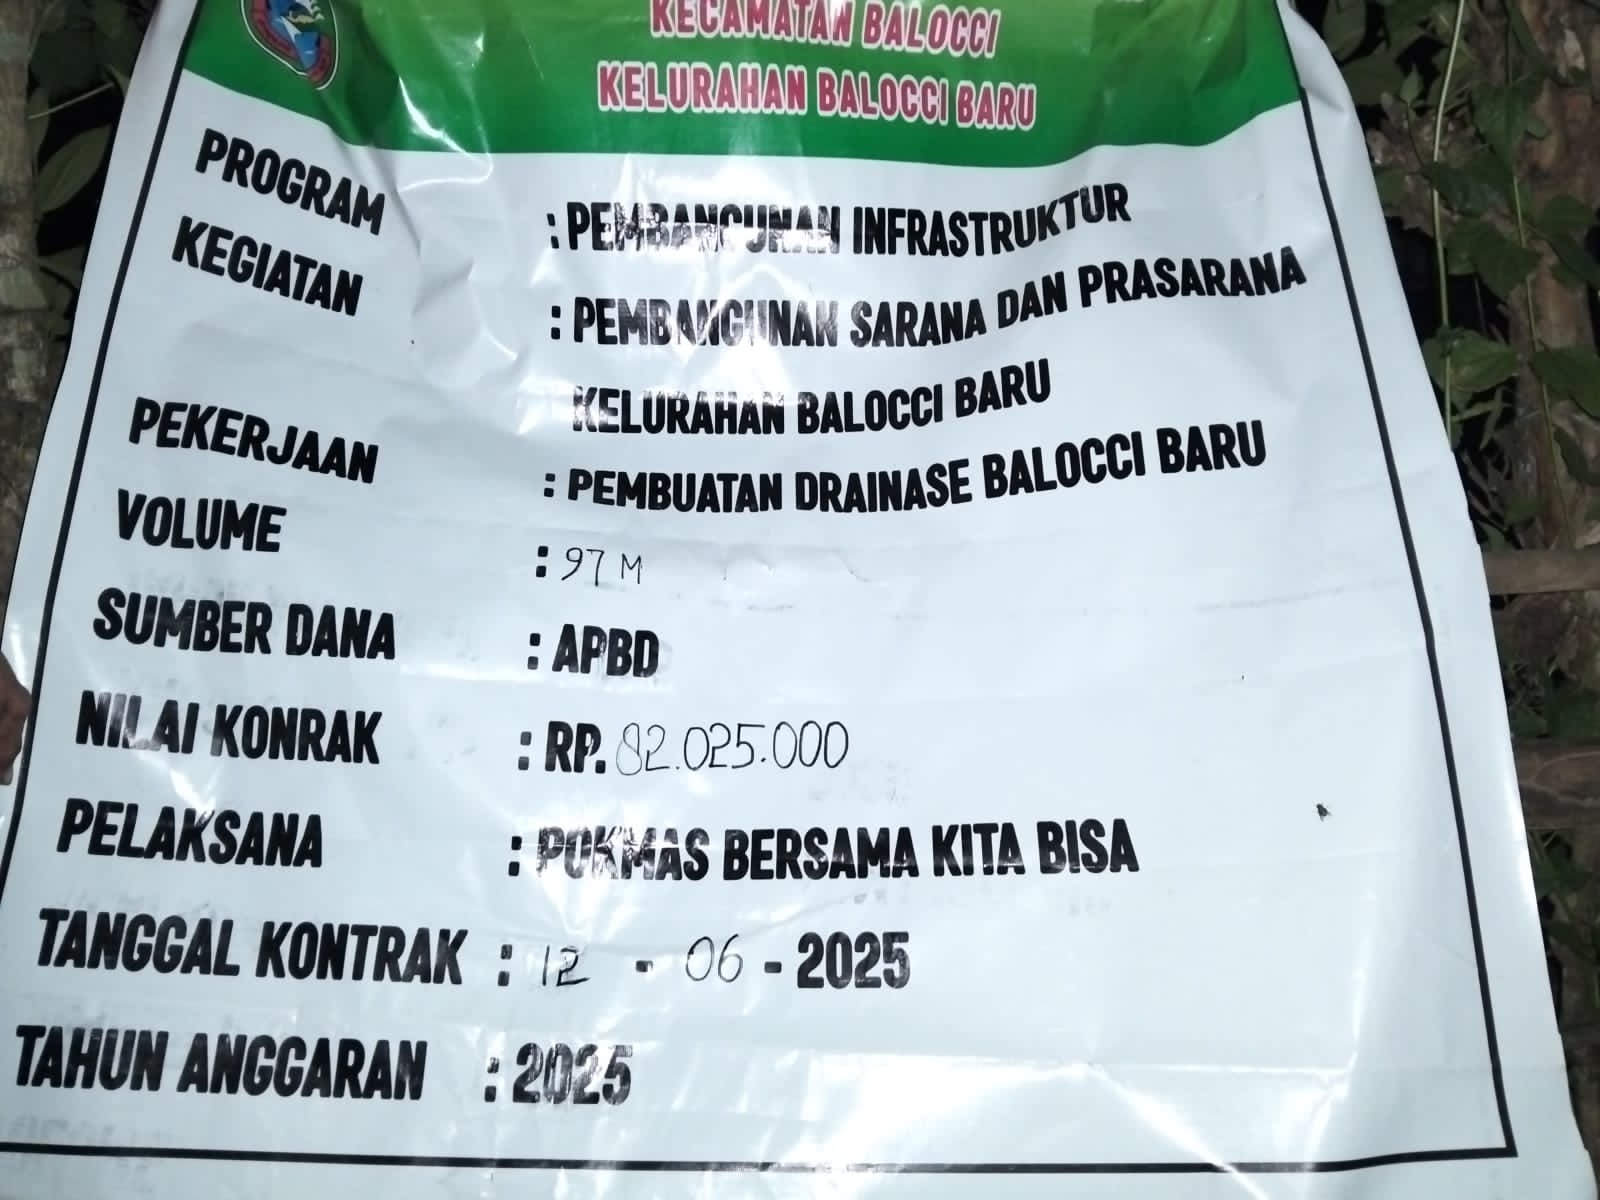 KECAMATAN BALOCCI
KELURAHAN BALOCCI BARU
PROGRAM : PEMBANGUNAN INFRASTRUKTUR
KEGIATAN : PEMBANGUNAN SARANA DAN PRASARANA
KELURAHAN BALOCCI BARU
PEKERJAAN : PEMBUATAN DRAINASE BALOCCI BARU
VOLUME : 97 M
SUMBER DANA : APBD
NILAI KONRAK : RP. 82.025.000
PELAKSANA : POKMAS BERSAMA KITA BISA
TANGGAL KONTRAK : 12 - 06 - 2025
TAHUN ANGGARAN : 2025